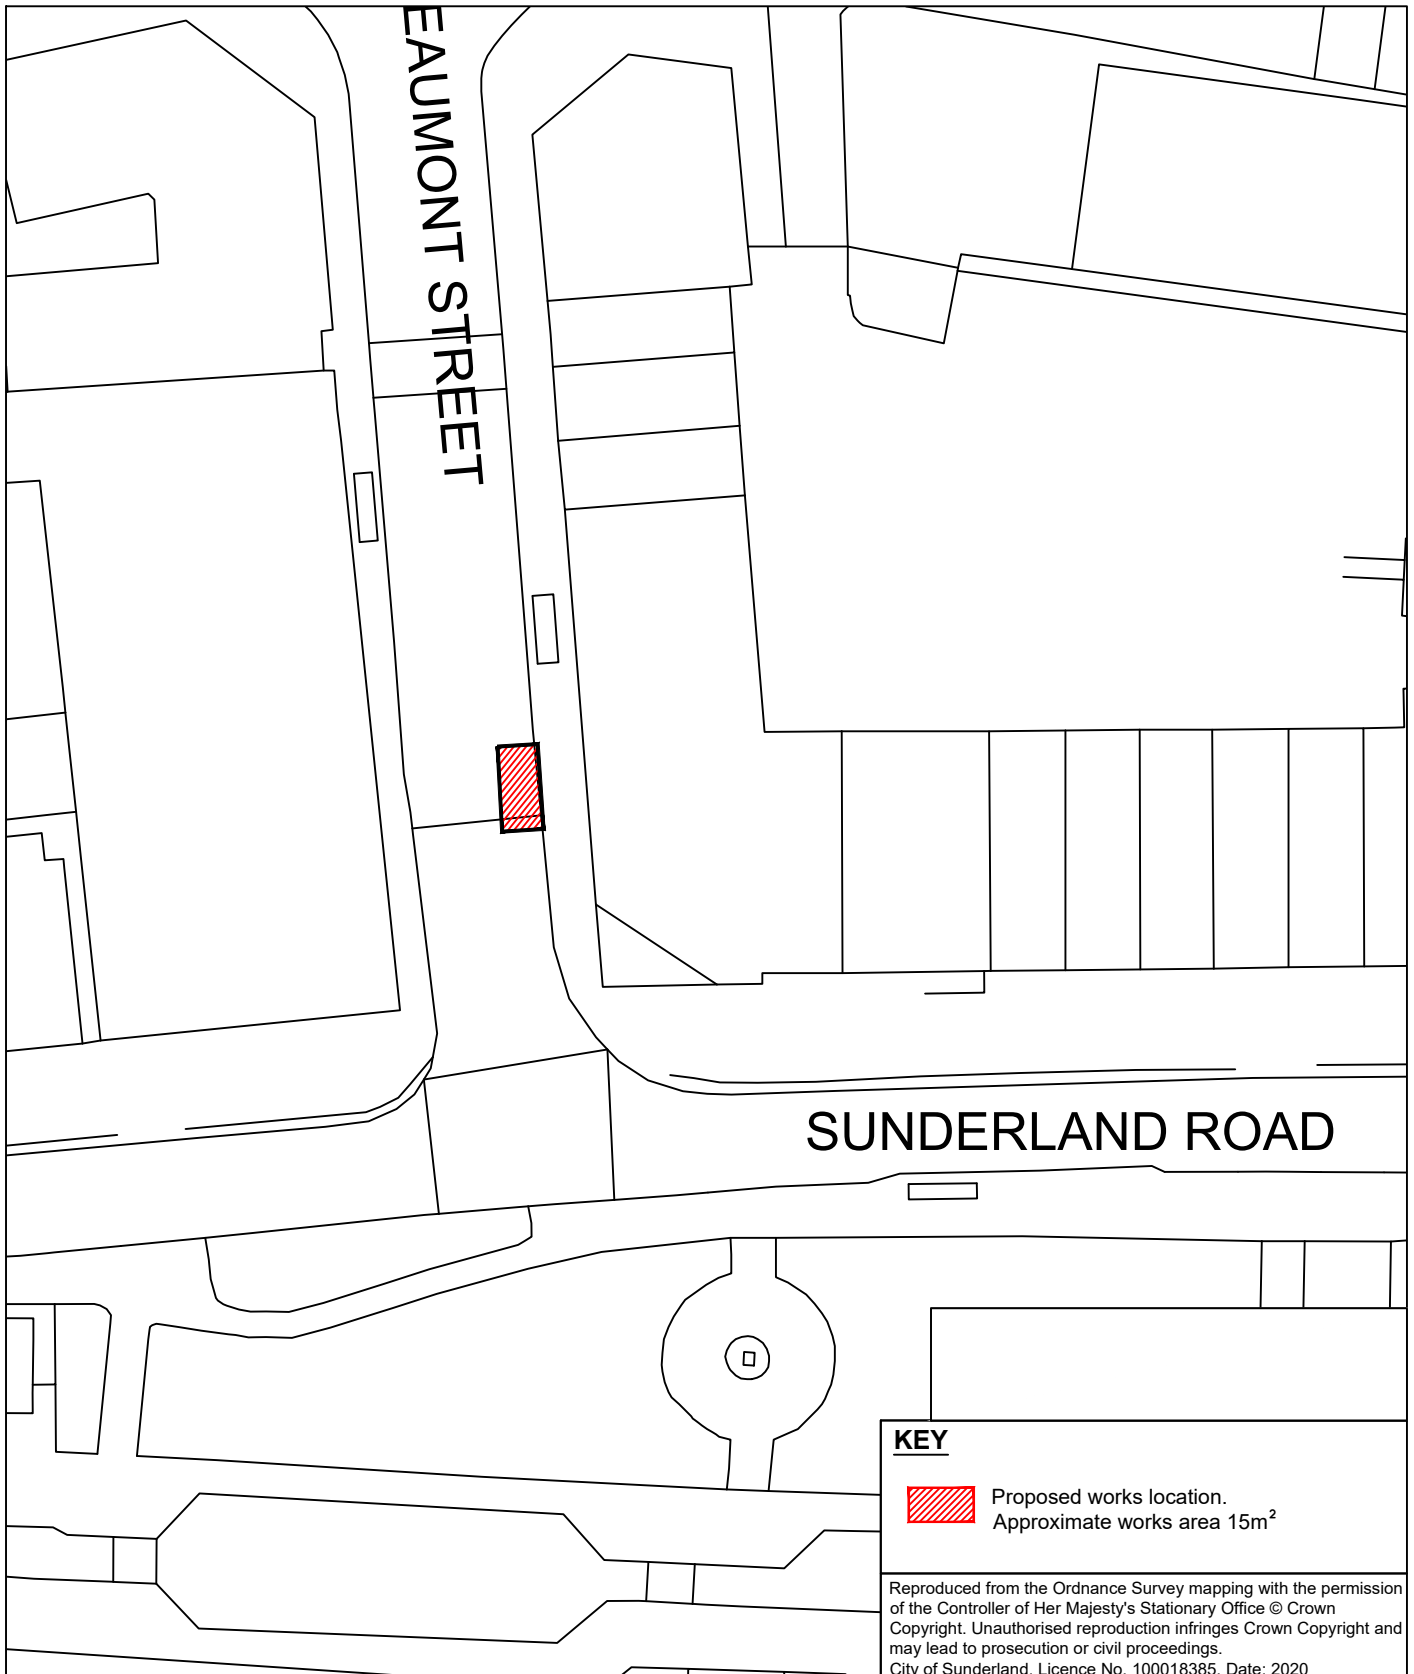 EAUMONT STREET
SUNDERLAND ROAD
KEY
Proposed works location.
Approximate works area 15m²
Reproduced from the Ordnance Survey mapping with the permission
of the Controller of Her Majesty's Stationary Office © Crown
Copyright. Unauthorised reproduction infringes Crown Copyright and
may lead to prosecution or civil proceedings.
City of Sunderland. Licence No. 100018385. Date: 2020